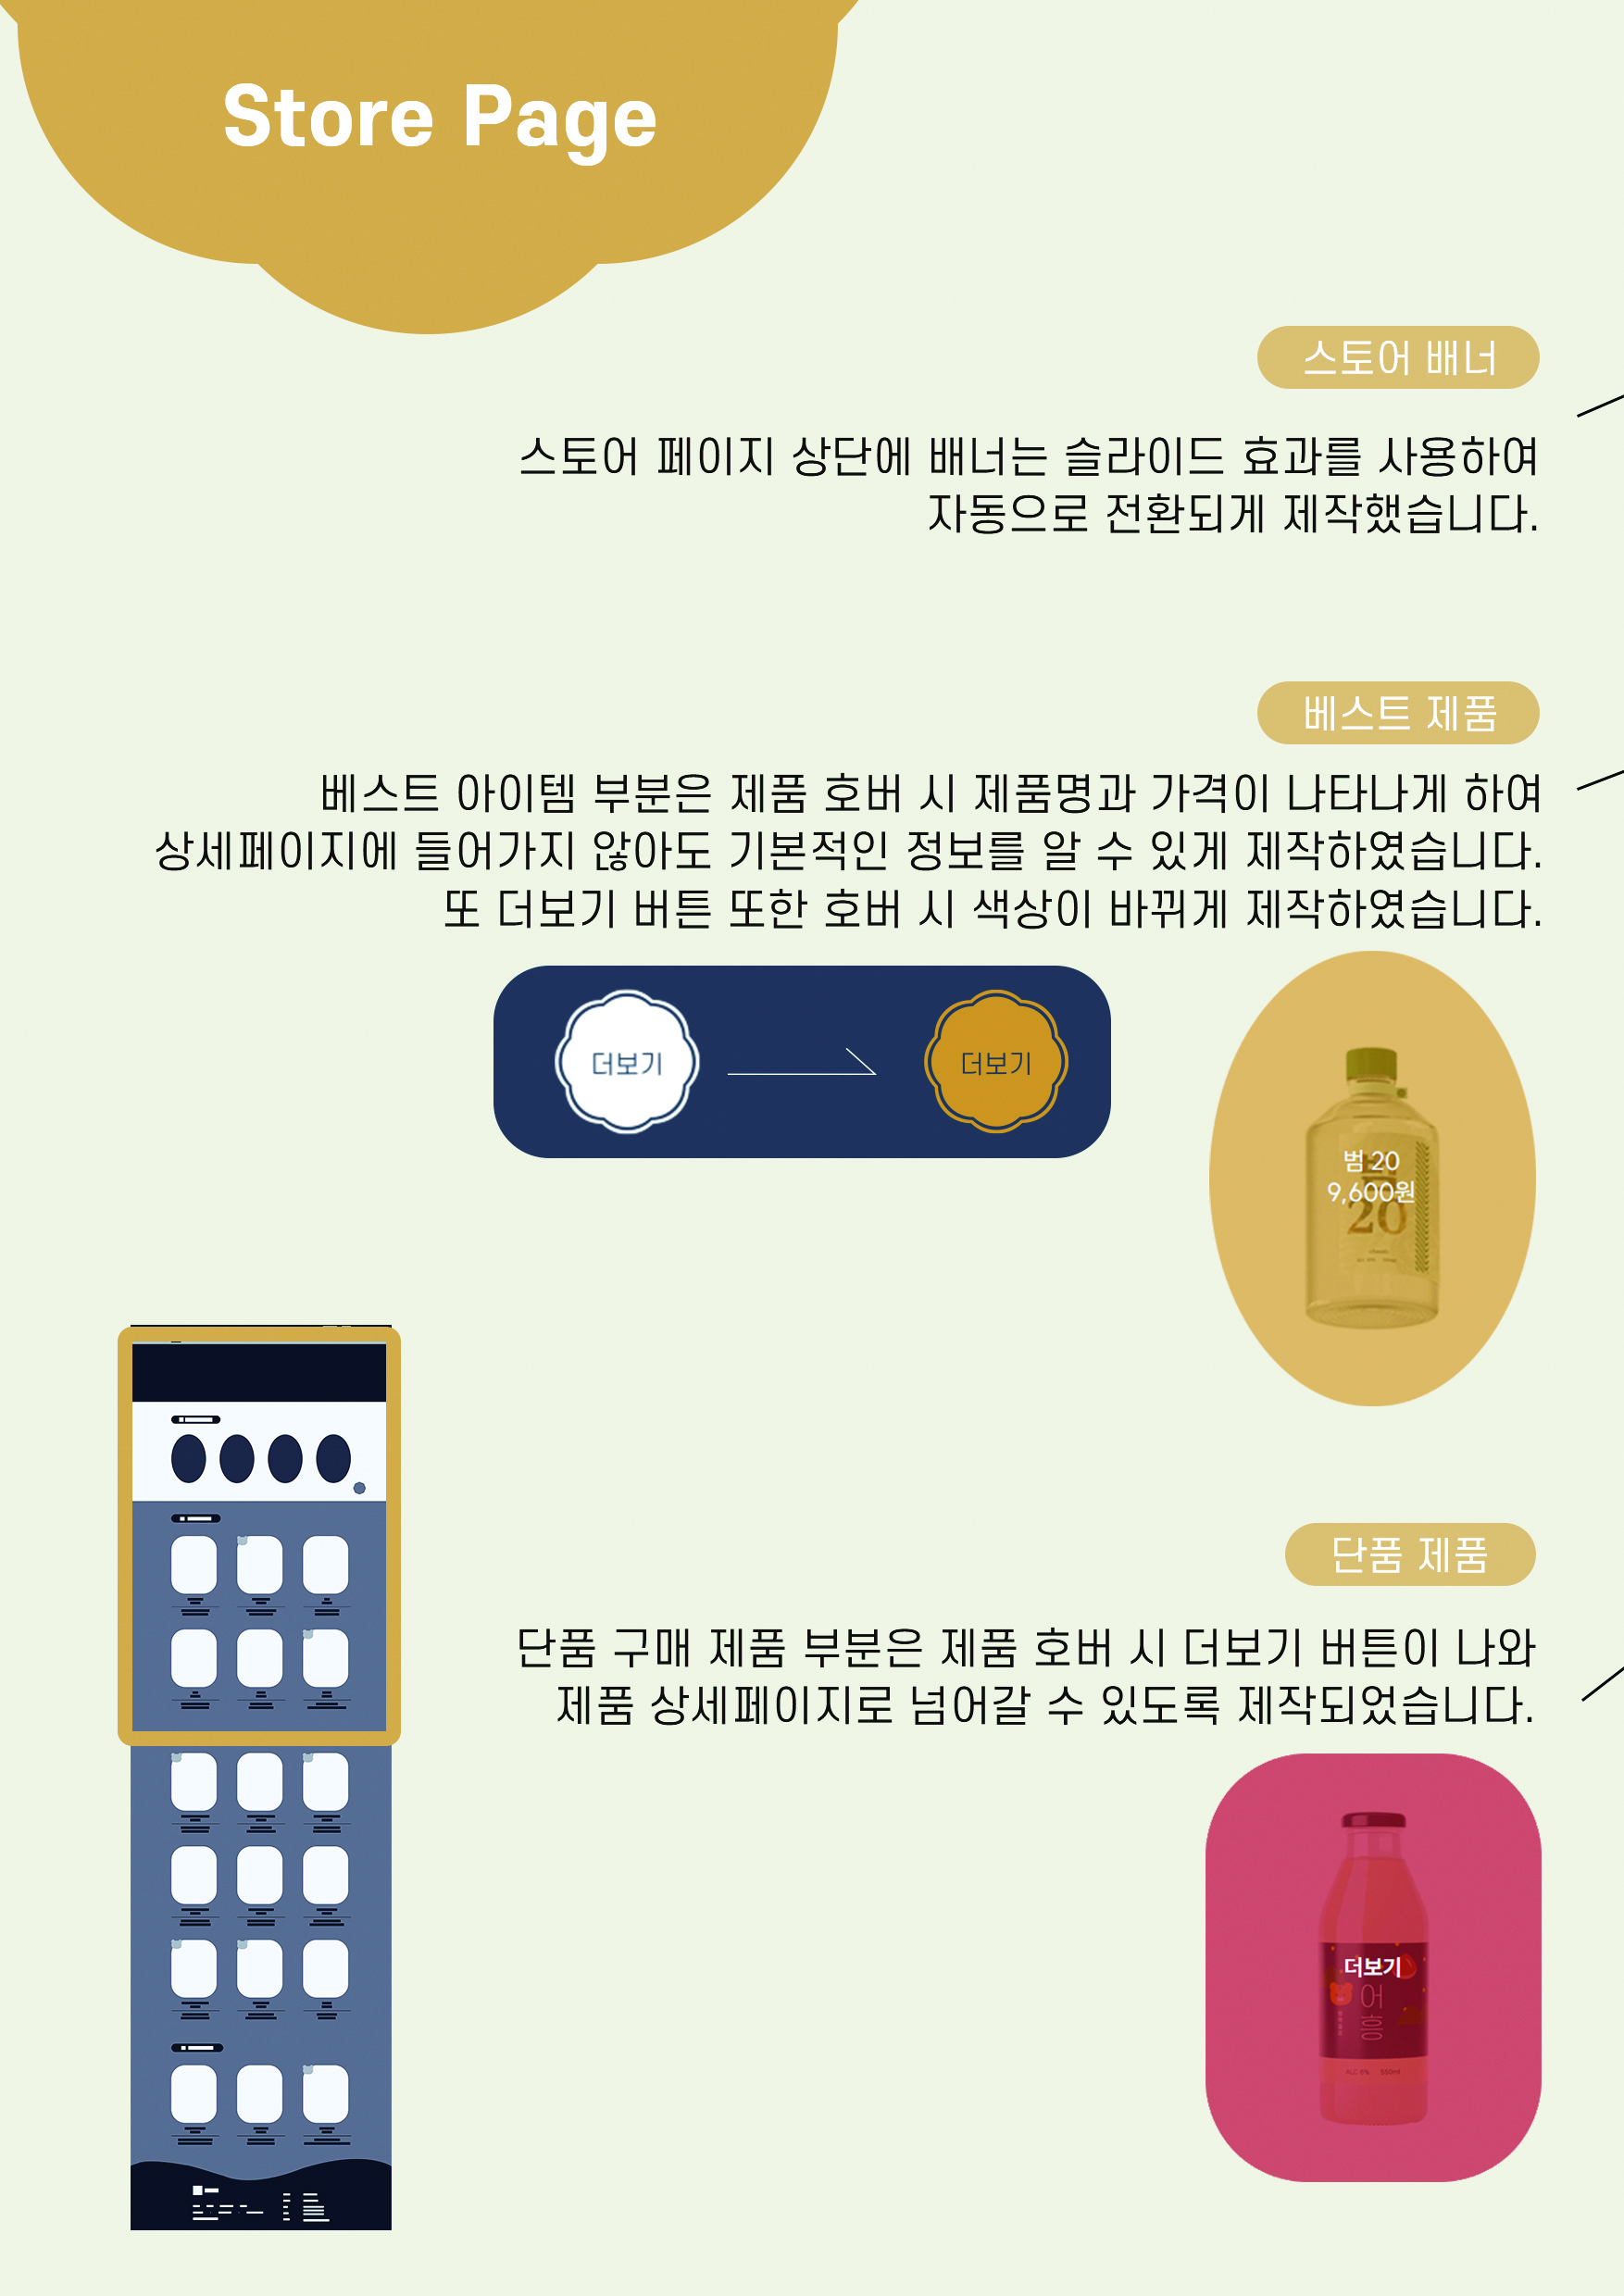 Store Page
스토어 배너
스토어 페이지 상단에 배너는 슬라이드 효과를 사용하여
자동으로 전환되게 제작했습니다.
베스트 제품
베스트 아이템 부분은 제품 호버 시 제품명과 가격이 나타나게 하여
상세페이지에 들어가지 않아도 기본적인 정보를 알 수 있게 제작하였습니다.
또 더보기 버튼 또한 호버 시 색상이 바뀌게 제작하였습니다.
더보기
더보기
범 20
9,600원
20
단품 제품
단품 구매 제품 부분은 제품 호버 시 더보기 버튼이 나와
제품 상세페이지로 넘어갈 수 있도록 제작되었습니다.
더보기
어
흥
ALC 6% 550ml